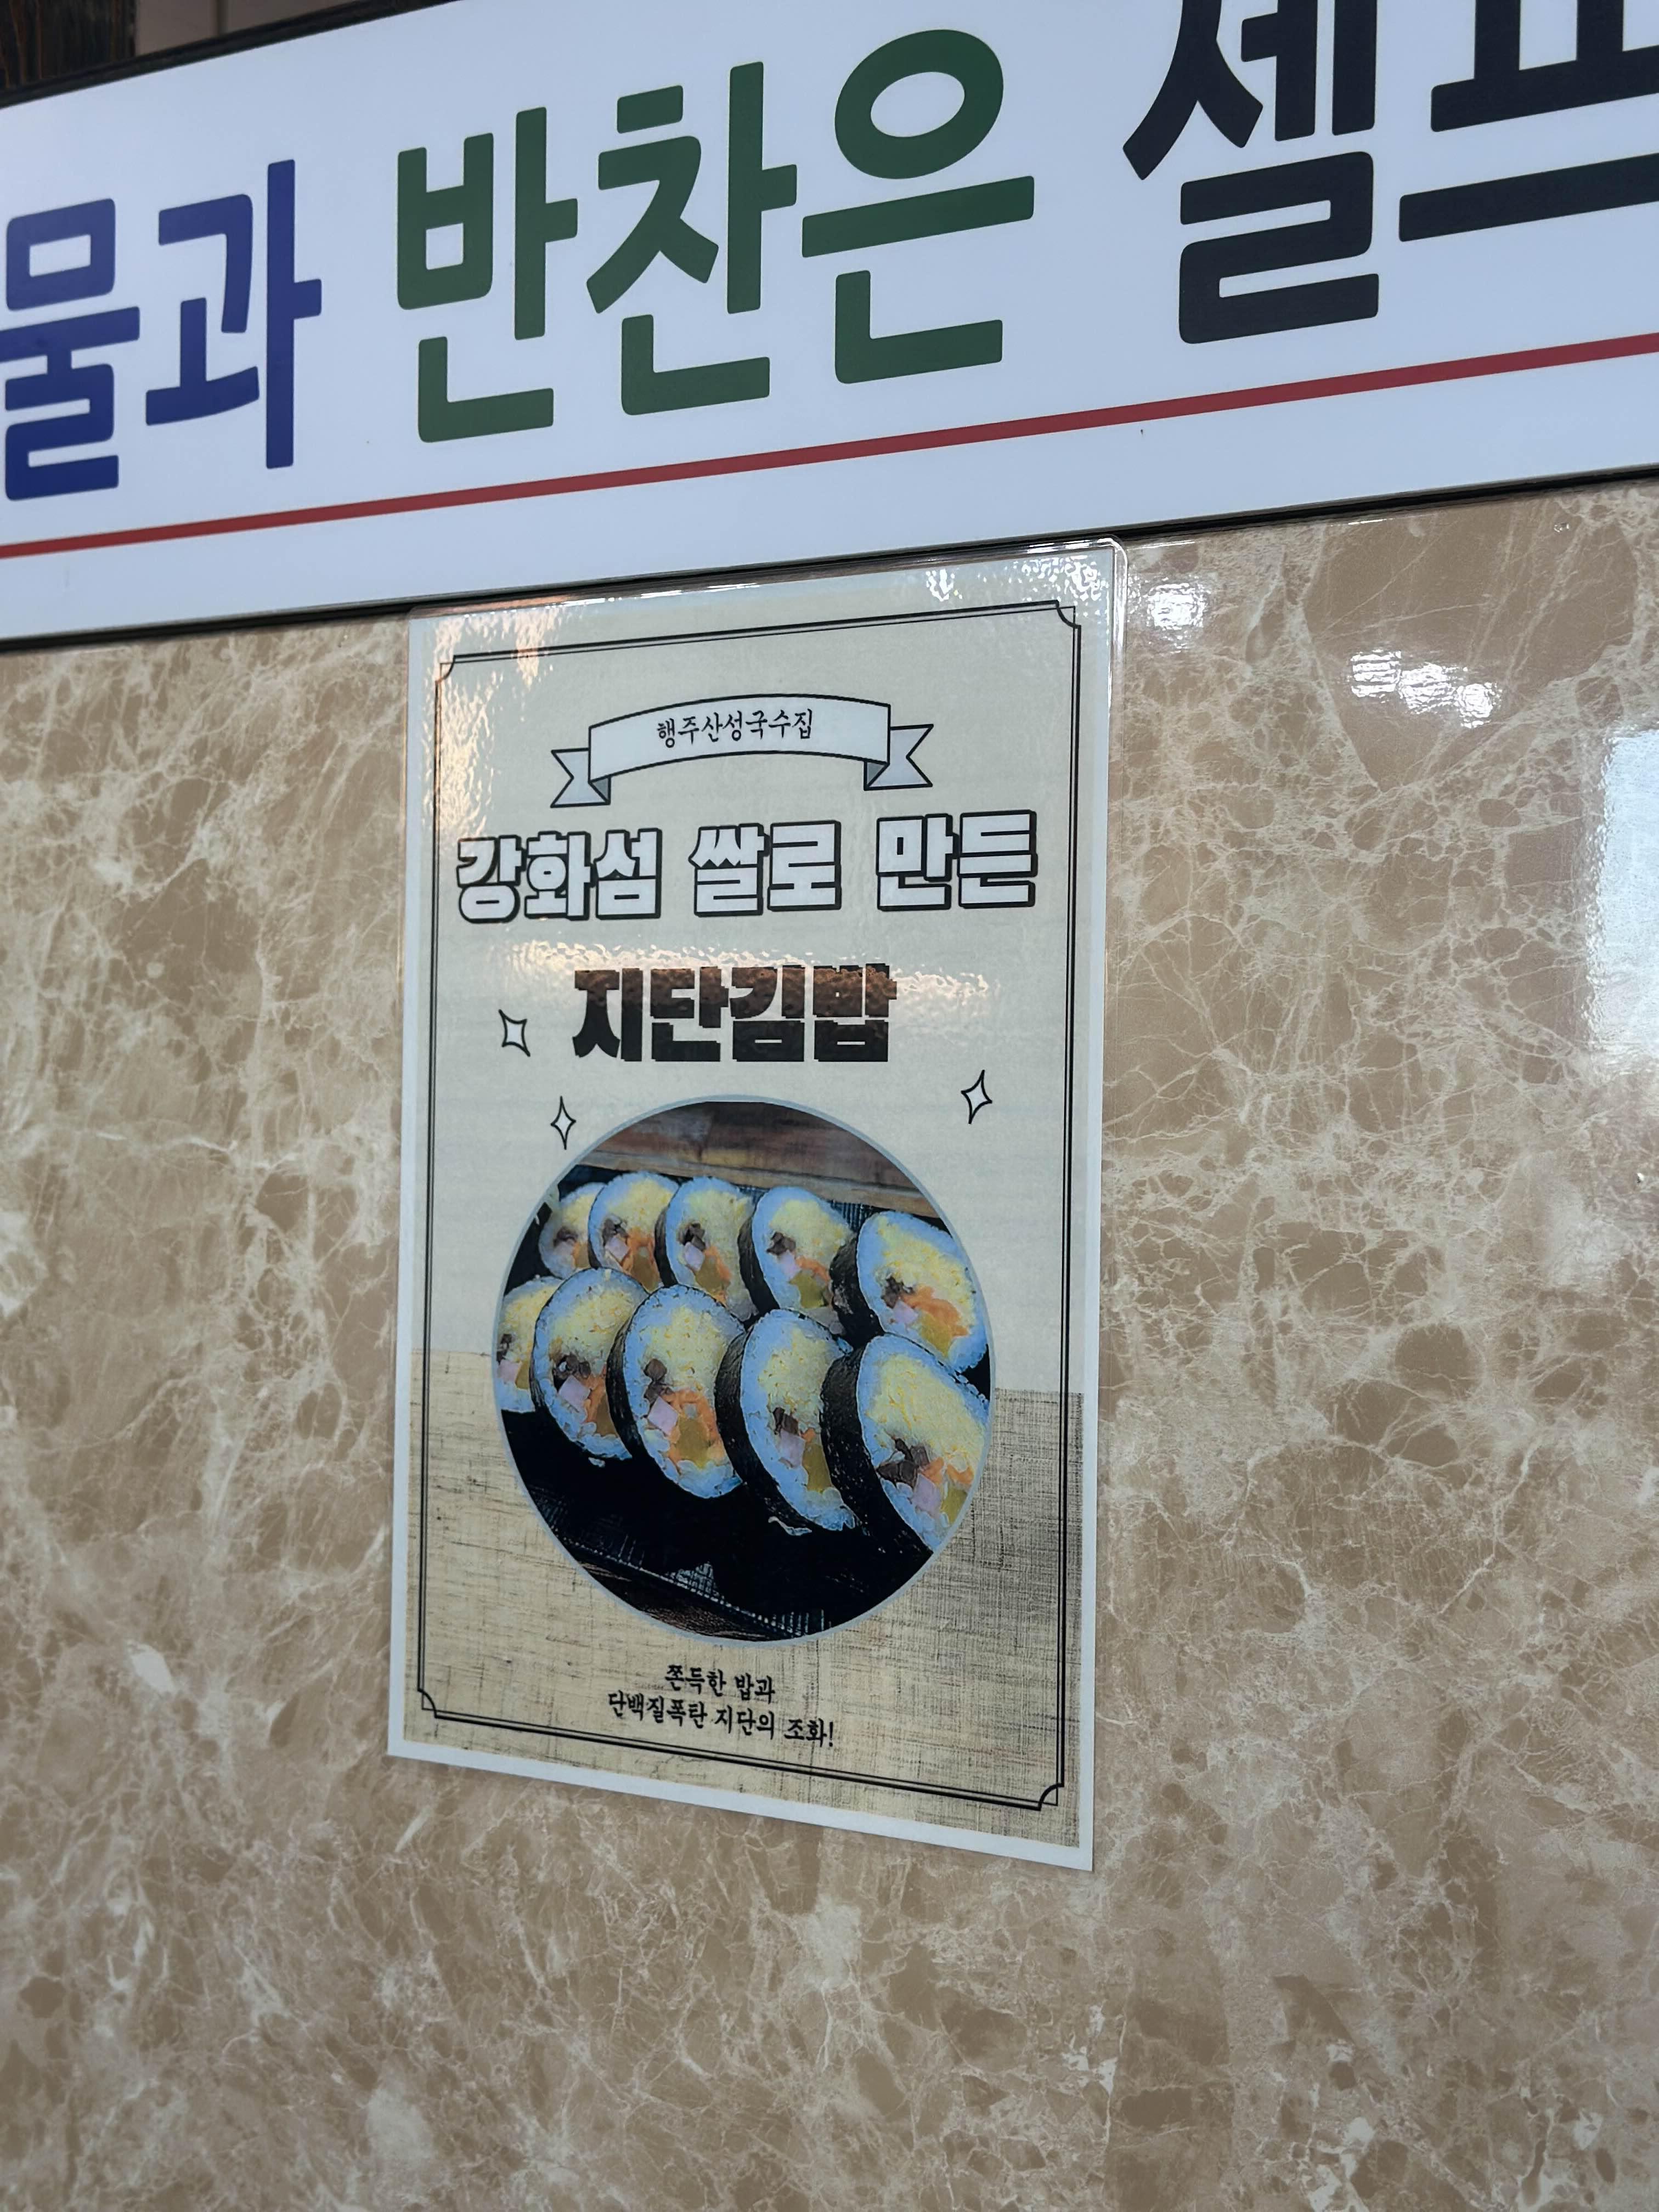 물과 반찬은 셀프
행주산성국수집
강화섬 쌀로 만든
지단김밥
쫀득한 밥과
단백질폭탄 지단의 조화!